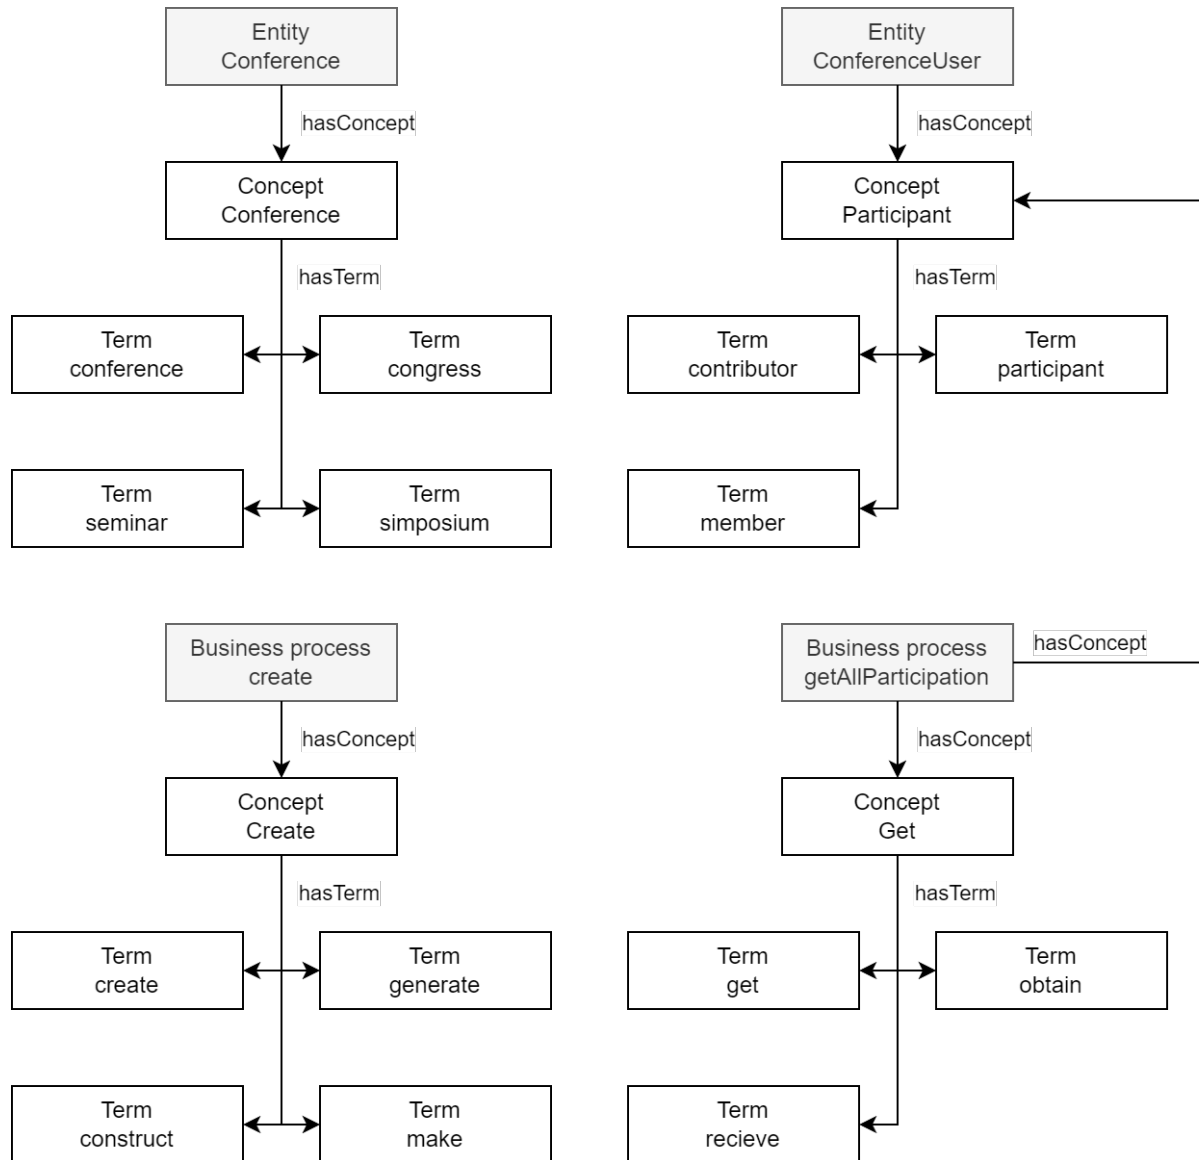 Entity
Conference
hasConcept
Concept
Conference
hasTerm
Term
conference
Term
congress
Term
seminar
Term
simposium
Entity
ConferenceUser
hasConcept
Concept
Participant
hasTerm
Term
contributor
Term
participant
Term
member
Business process
create
hasConcept
Concept
Create
hasTerm
Term
create
Term
generate
Term
construct
Term
make
Business process
getAllParticipation
hasConcept
hasConcept
Concept
Get
hasTerm
Term
get
Term
obtain
Term
recieve